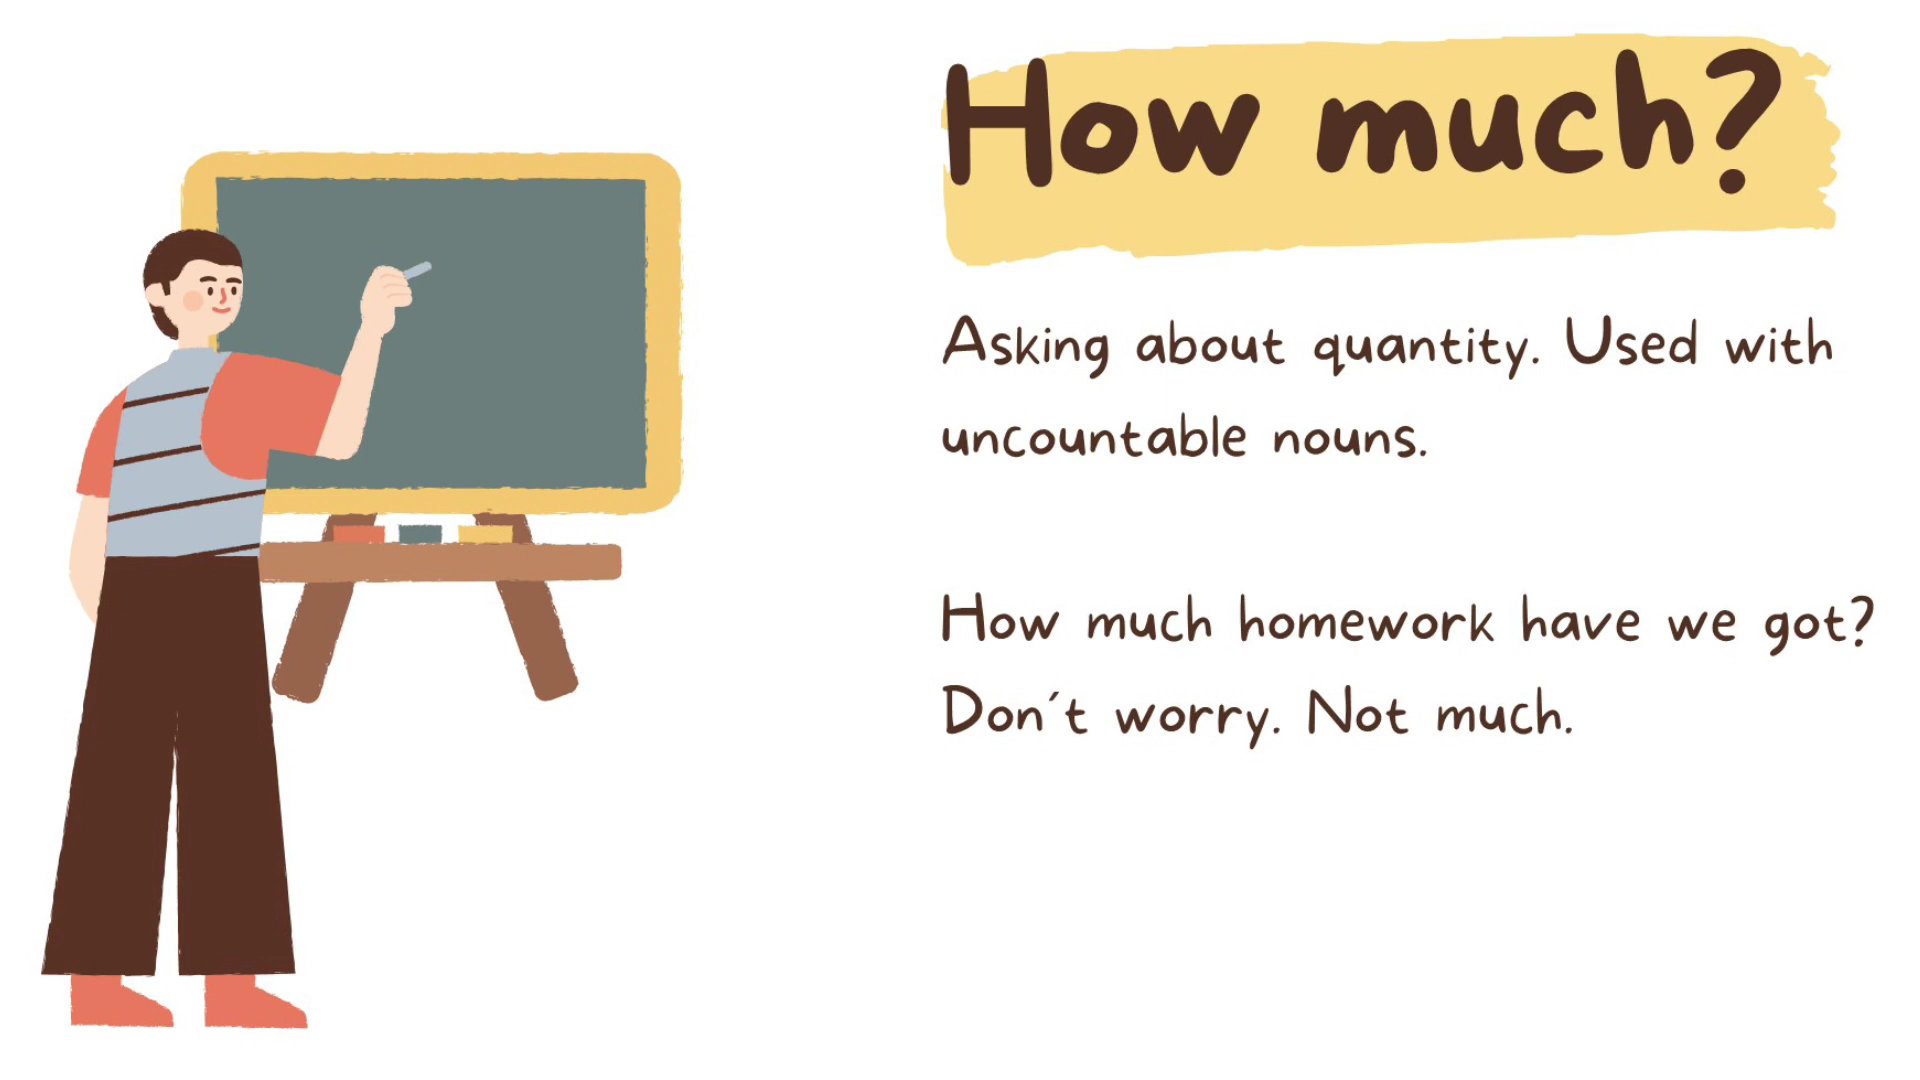 How much?
Asking about quantity. Used with
uncountable nouns.
How much homework have we got?
Don´t worry. Not much.